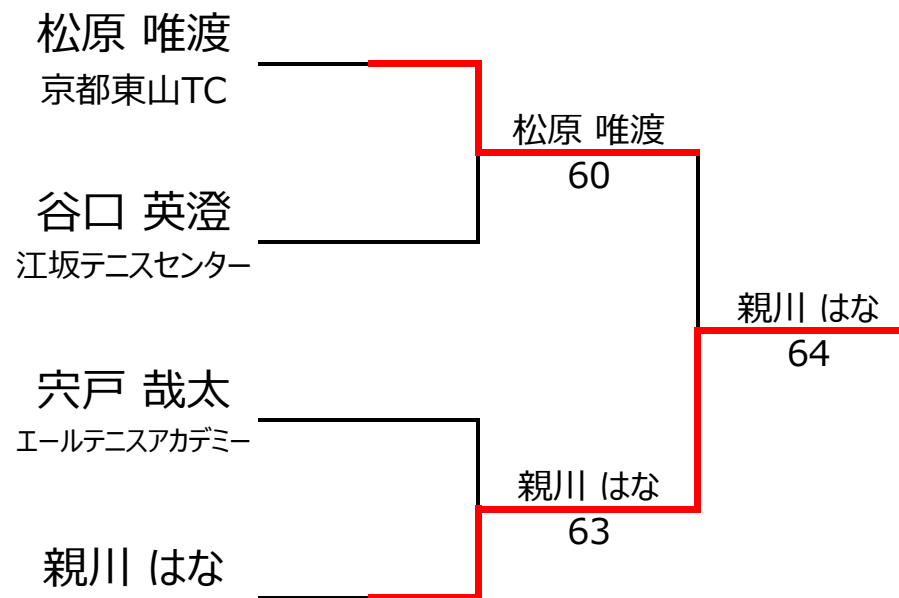 松原 唯渡
京都東山TC
松原 唯渡
60
谷口 英澄
江坂テニスセンター
親川 はな
64
宍戸 哉太
エールテニスアカデミー
親川 はな
63
親川 はな